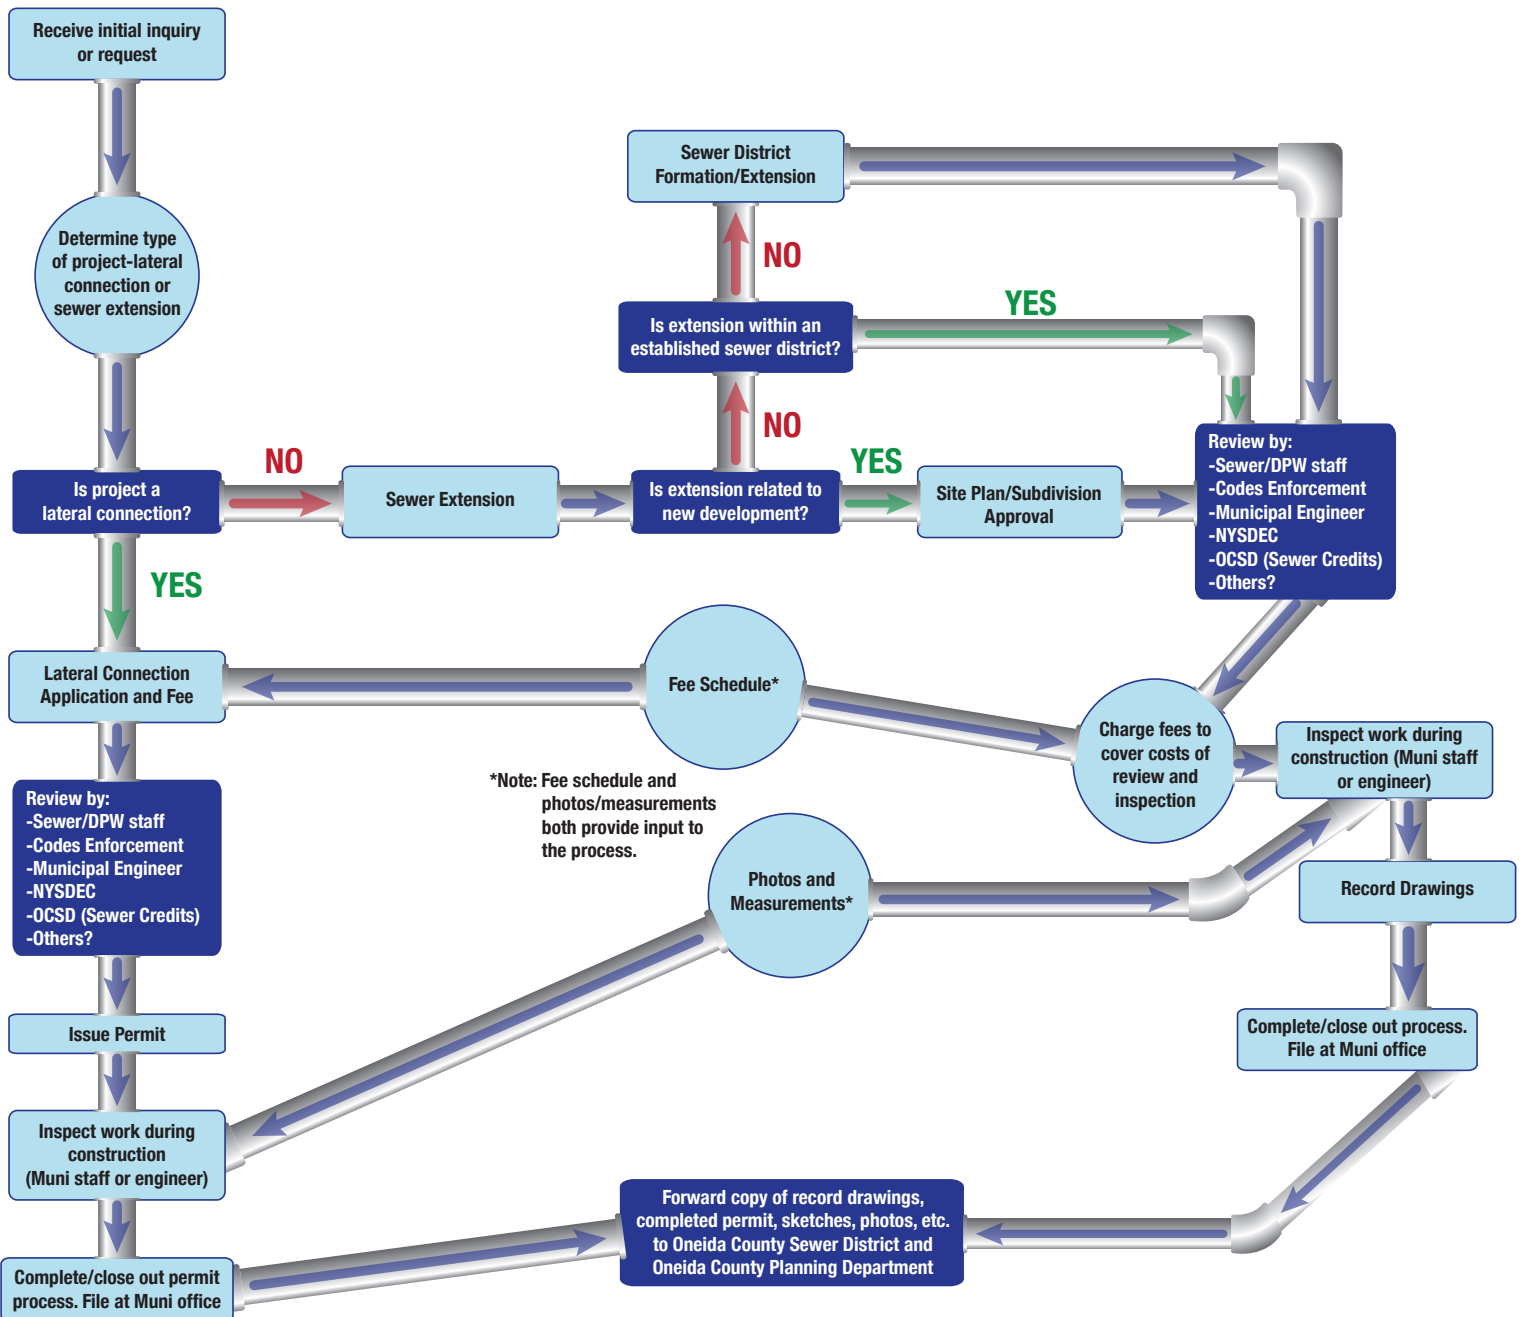 Receive initial inquiry
or request
Determine type
of project-lateral
connection or
sewer extension
Is project a
lateral connection?
NO
YES
Sewer Extension
Is extension related to
new development?
NO
YES
Is extension within an
established sewer district?
NO
YES
Sewer District
Formation/Extension
Site Plan/Subdivision
Approval
Review by:
-Sewer/DPW staff
-Codes Enforcement
-Municipal Engineer
-NYSDEC
-OCSD (Sewer Credits)
-Others?
Lateral Connection
Application and Fee
Fee Schedule*
Charge fees to
cover costs of
review and
inspection
Inspect work during
construction (Muni staff
or engineer)
*Note: Fee schedule and
photos/measurements
both provide input to
the process.
Review by:
-Sewer/DPW staff
-Codes Enforcement
-Municipal Engineer
-NYSDEC
-OCSD (Sewer Credits)
-Others?
Photos and
Measurements*
Record Drawings
Issue Permit
Complete/close out process.
File at Muni office
Inspect work during
construction
(Muni staff or engineer)
Forward copy of record drawings,
completed permit, sketches, photos, etc.
to Oneida County Sewer District and
Oneida County Planning Department
Complete/close out permit
process. File at Muni office